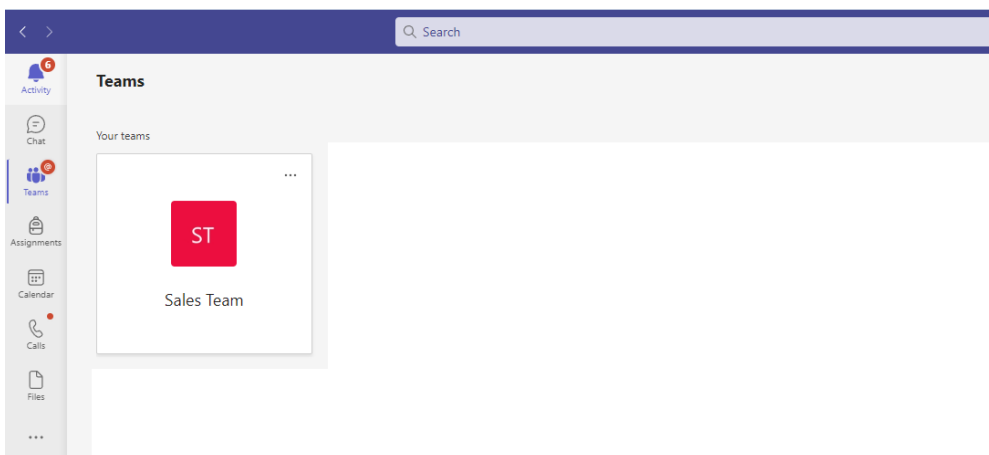 Search
6
Activity
Chat
@
Teams
Assignments
Calendar
Calls
Files
Teams
Your teams
ST
Sales Team